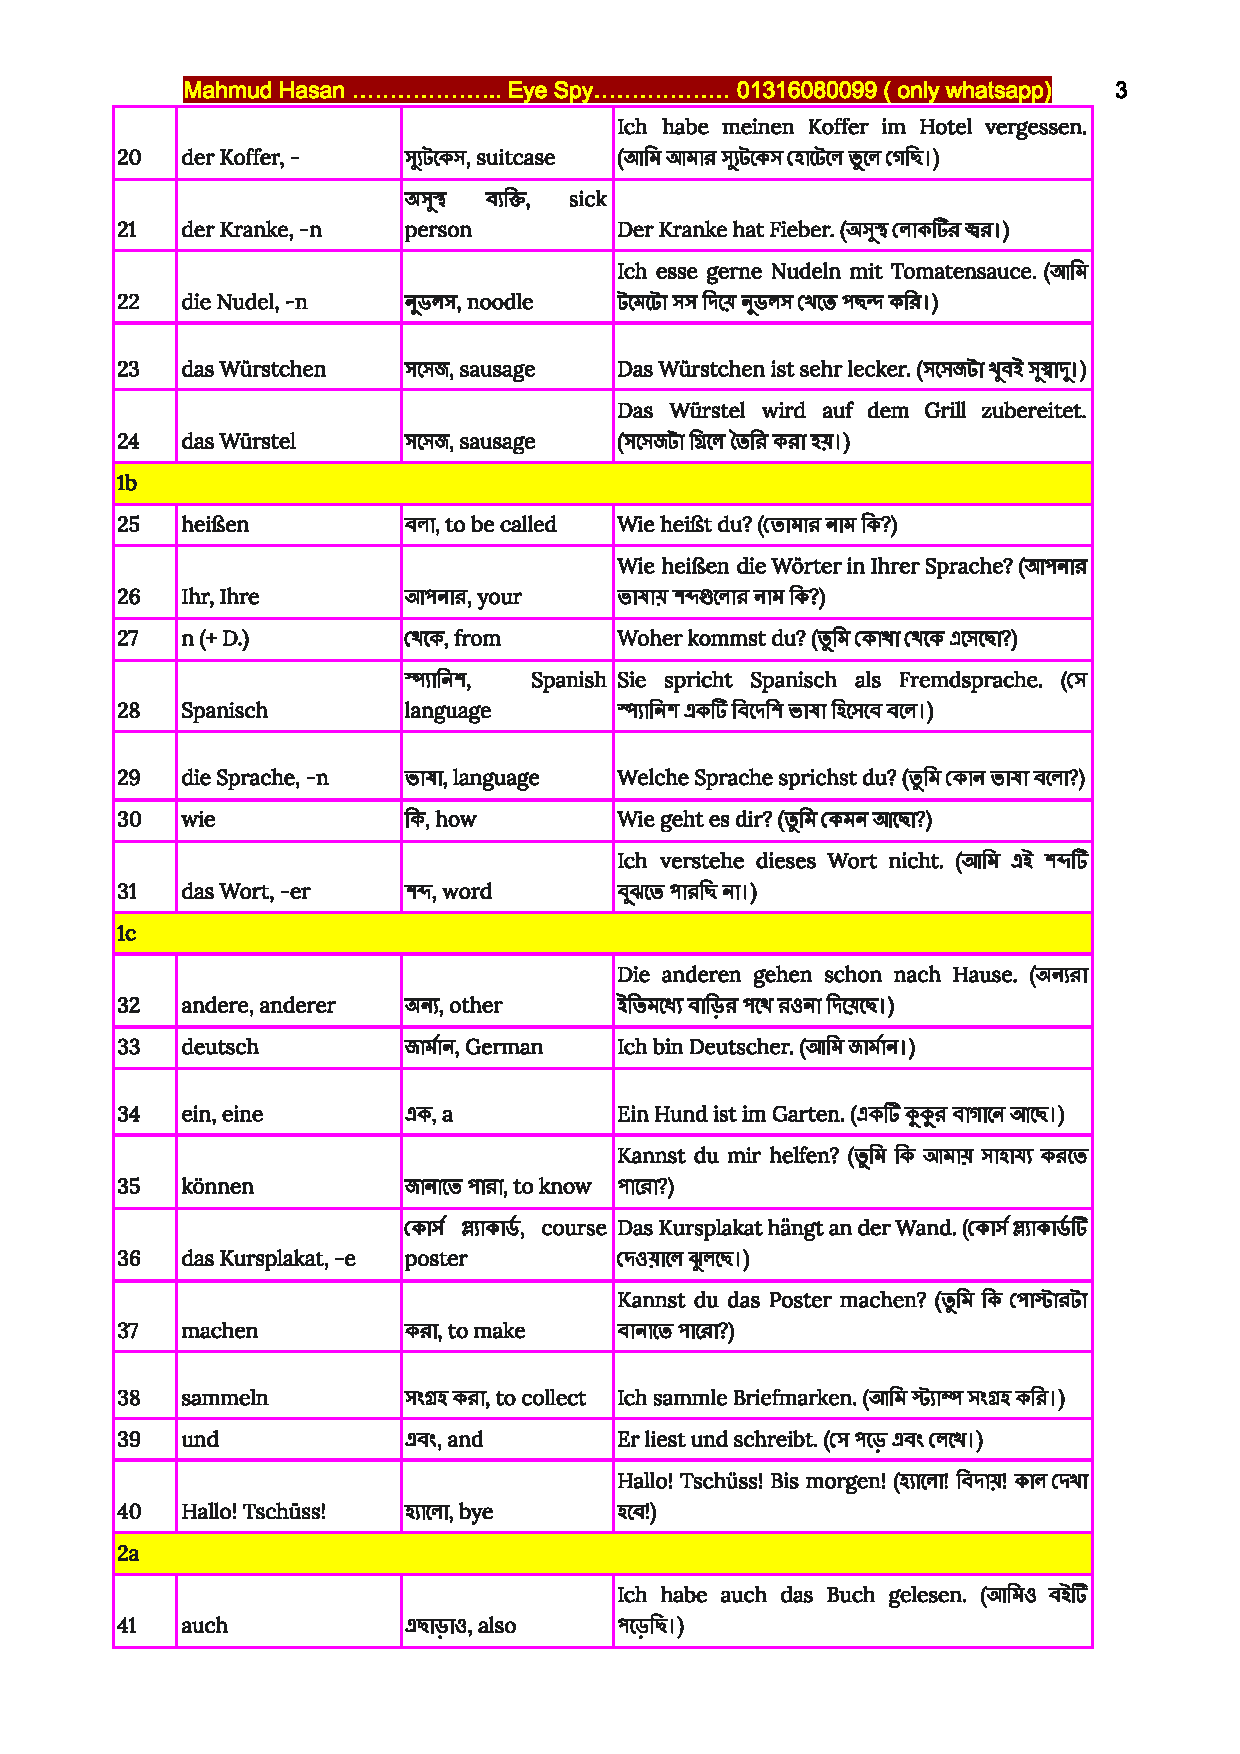 Mahmud Hasan ……………….. Eye Spy……………… 01316080099 ( only whatsapp) 3
Ich habe meinen Koffer im Hotel vergessen.
20 der Koffer, - স্যুটকেস, suitcase (আমি আমার স্যুটকেস হোটেলে ভুলে গেছি।)
অসুস্থ ব্যক্তি, sick
21 der Kranke, -n person Der Kranke hat Fieber. (অসুস্থ লোকটির জ্বর।)
Ich esse gerne Nudeln mit Tomatensauce. (আমি
22 die Nudel, -n নুডলস, noodle টমেটো সস দিয়ে নুডলস খেতে পছন্দ করি।)
23 das Würstchen সসেজ, sausage Das Würstchen ist sehr lecker. (সসেজটা খুবই সুস্বাদু।)
Das Würstel wird auf dem Grill zubereitet.
24 das Würstel সসেজ, sausage (সসেজটা গ্রিলে তৈরি করা হয়।)
1b
25 heißen বলা, to be called Wie heißt du? (তোমার নাম কি?)
Wie heißen die Wörter in Ihrer Sprache? (আপনার
26 Ihr, Ihre আপনার, your ভাষায় শব্দগুলোর নাম কি?)
27 n (+ D.) থেকে, from Woher kommst du? (তুমি কোথা থেকে এসেছো?)
স্প্যানিশ, Spanish Sie spricht Spanisch als Fremdsprache. (সে
28 Spanisch language স্প্যানিশ একটি বিদেশি ভাষা হিসেবে বলে।)
29 die Sprache, -n ভাষা, language Welche Sprache sprichst du? (তুমি কোন ভাষা বলো?)
30 wie কি, how Wie geht es dir? (তুমি কেমন আছো?)
Ich verstehe dieses Wort nicht. (আমি এই শব্দটি
31 das Wort, -er শব্দ, word বুঝতে পারছি না।)
1c
Die anderen gehen schon nach Hause. (অন্যরা
32 andere, anderer অন্য, other ইতিমধ্যে বাড়ির পথে রওনা দিয়েছে।)
33 deutsch জার্মান, German Ich bin Deutscher. (আমি জার্মান।)
34 ein, eine এক, a Ein Hund ist im Garten. (একটি কুকুর বাগানে আছে।)
Kannst du mir helfen? (তুমি কি আমায় সাহায্য করতে
35 können জানাতে পারা, to know পারো?)
কোর্স প্ল্যাকার্ড, course Das Kursplakat hängt an der Wand. (কোর্স প্ল্যাকার্ডটি
36 das Kursplakat, -e poster দেওয়ালে ঝুলছে।)
Kannst du das Poster machen? (তুমি কি পোস্টারটা
37 machen করা, to make বানাতে পারো?)
38 sammeln সংগ্রহ করা, to collect Ich sammle Briefmarken. (আমি স্ট্যাম্প সংগ্রহ করি।)
39 und এবং, and Er liest und schreibt. (সে পড়ে এবং লেখে।)
Hallo! Tschüss! Bis morgen! (হ্যালো! বিদায়! কাল দেখা
40 Hallo! Tschüss! হ্যালো, bye হবে!)
2a
Ich habe auch das Buch gelesen. (আমিও বইটি
41 auch এছাড়াও, also পড়েছি।)